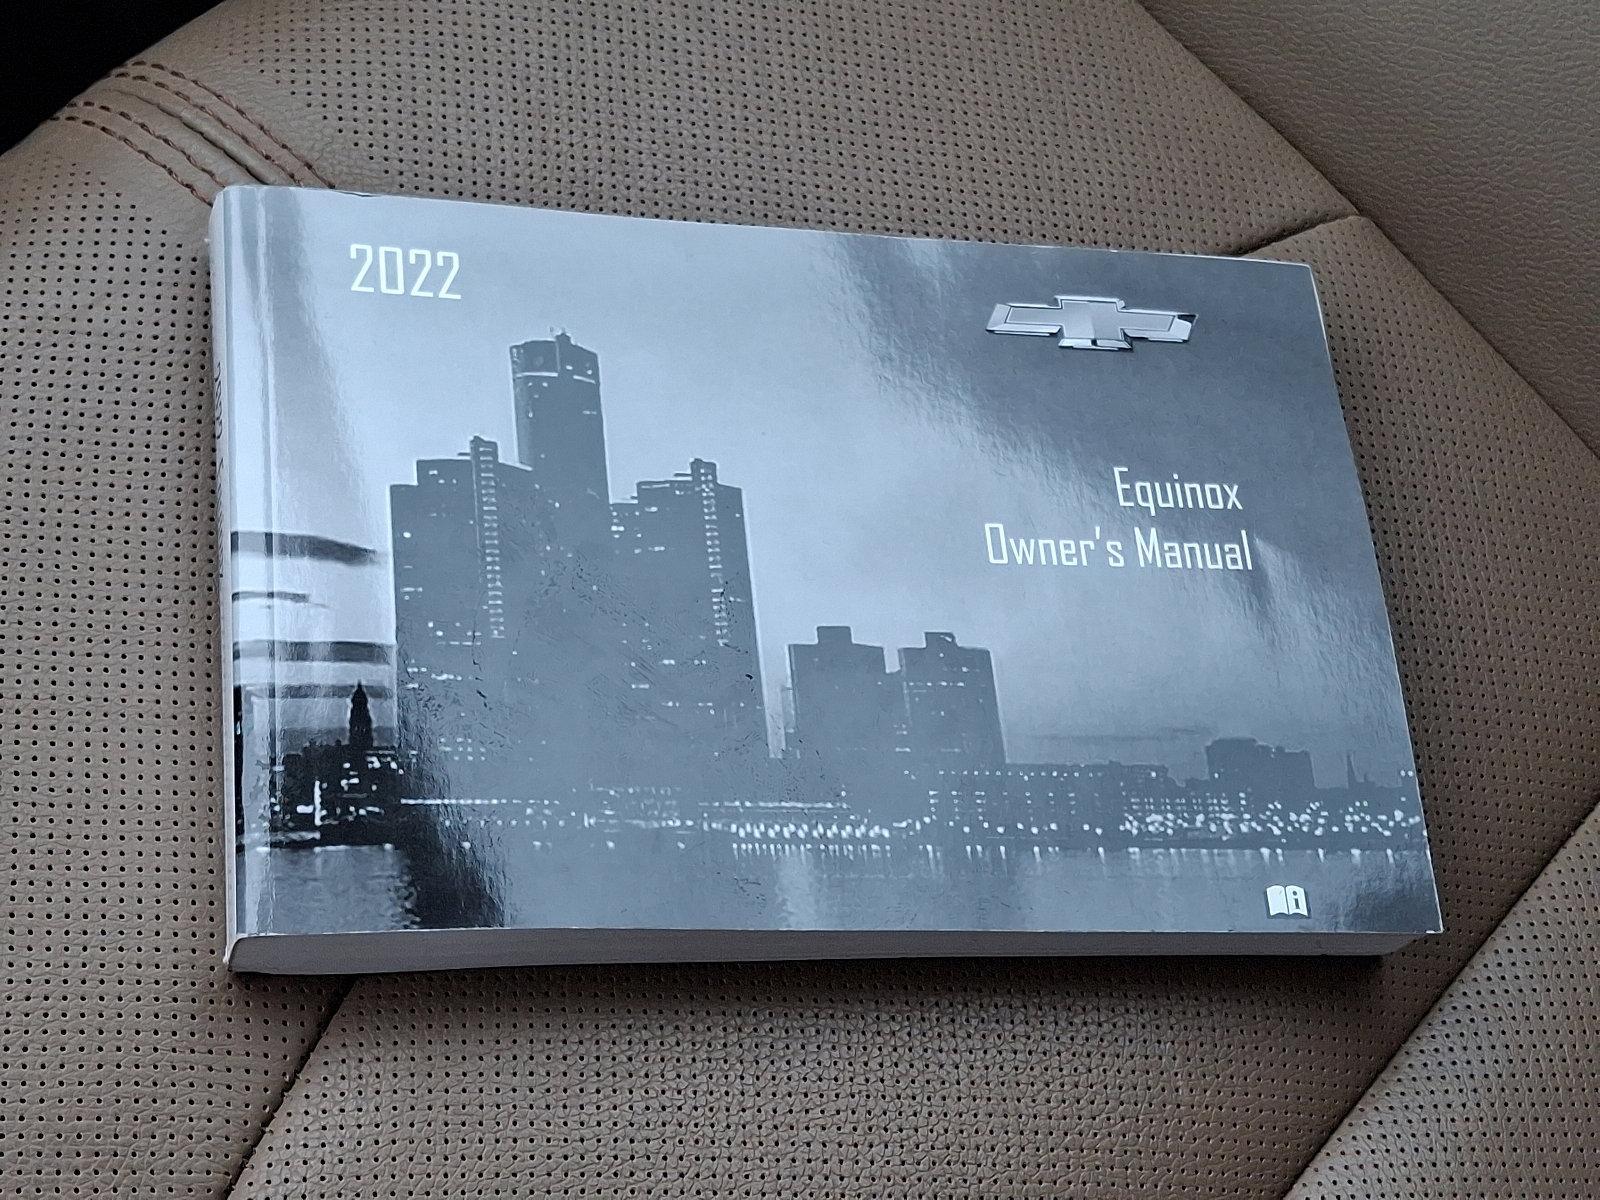 2022
Equinox
Owner's Manual